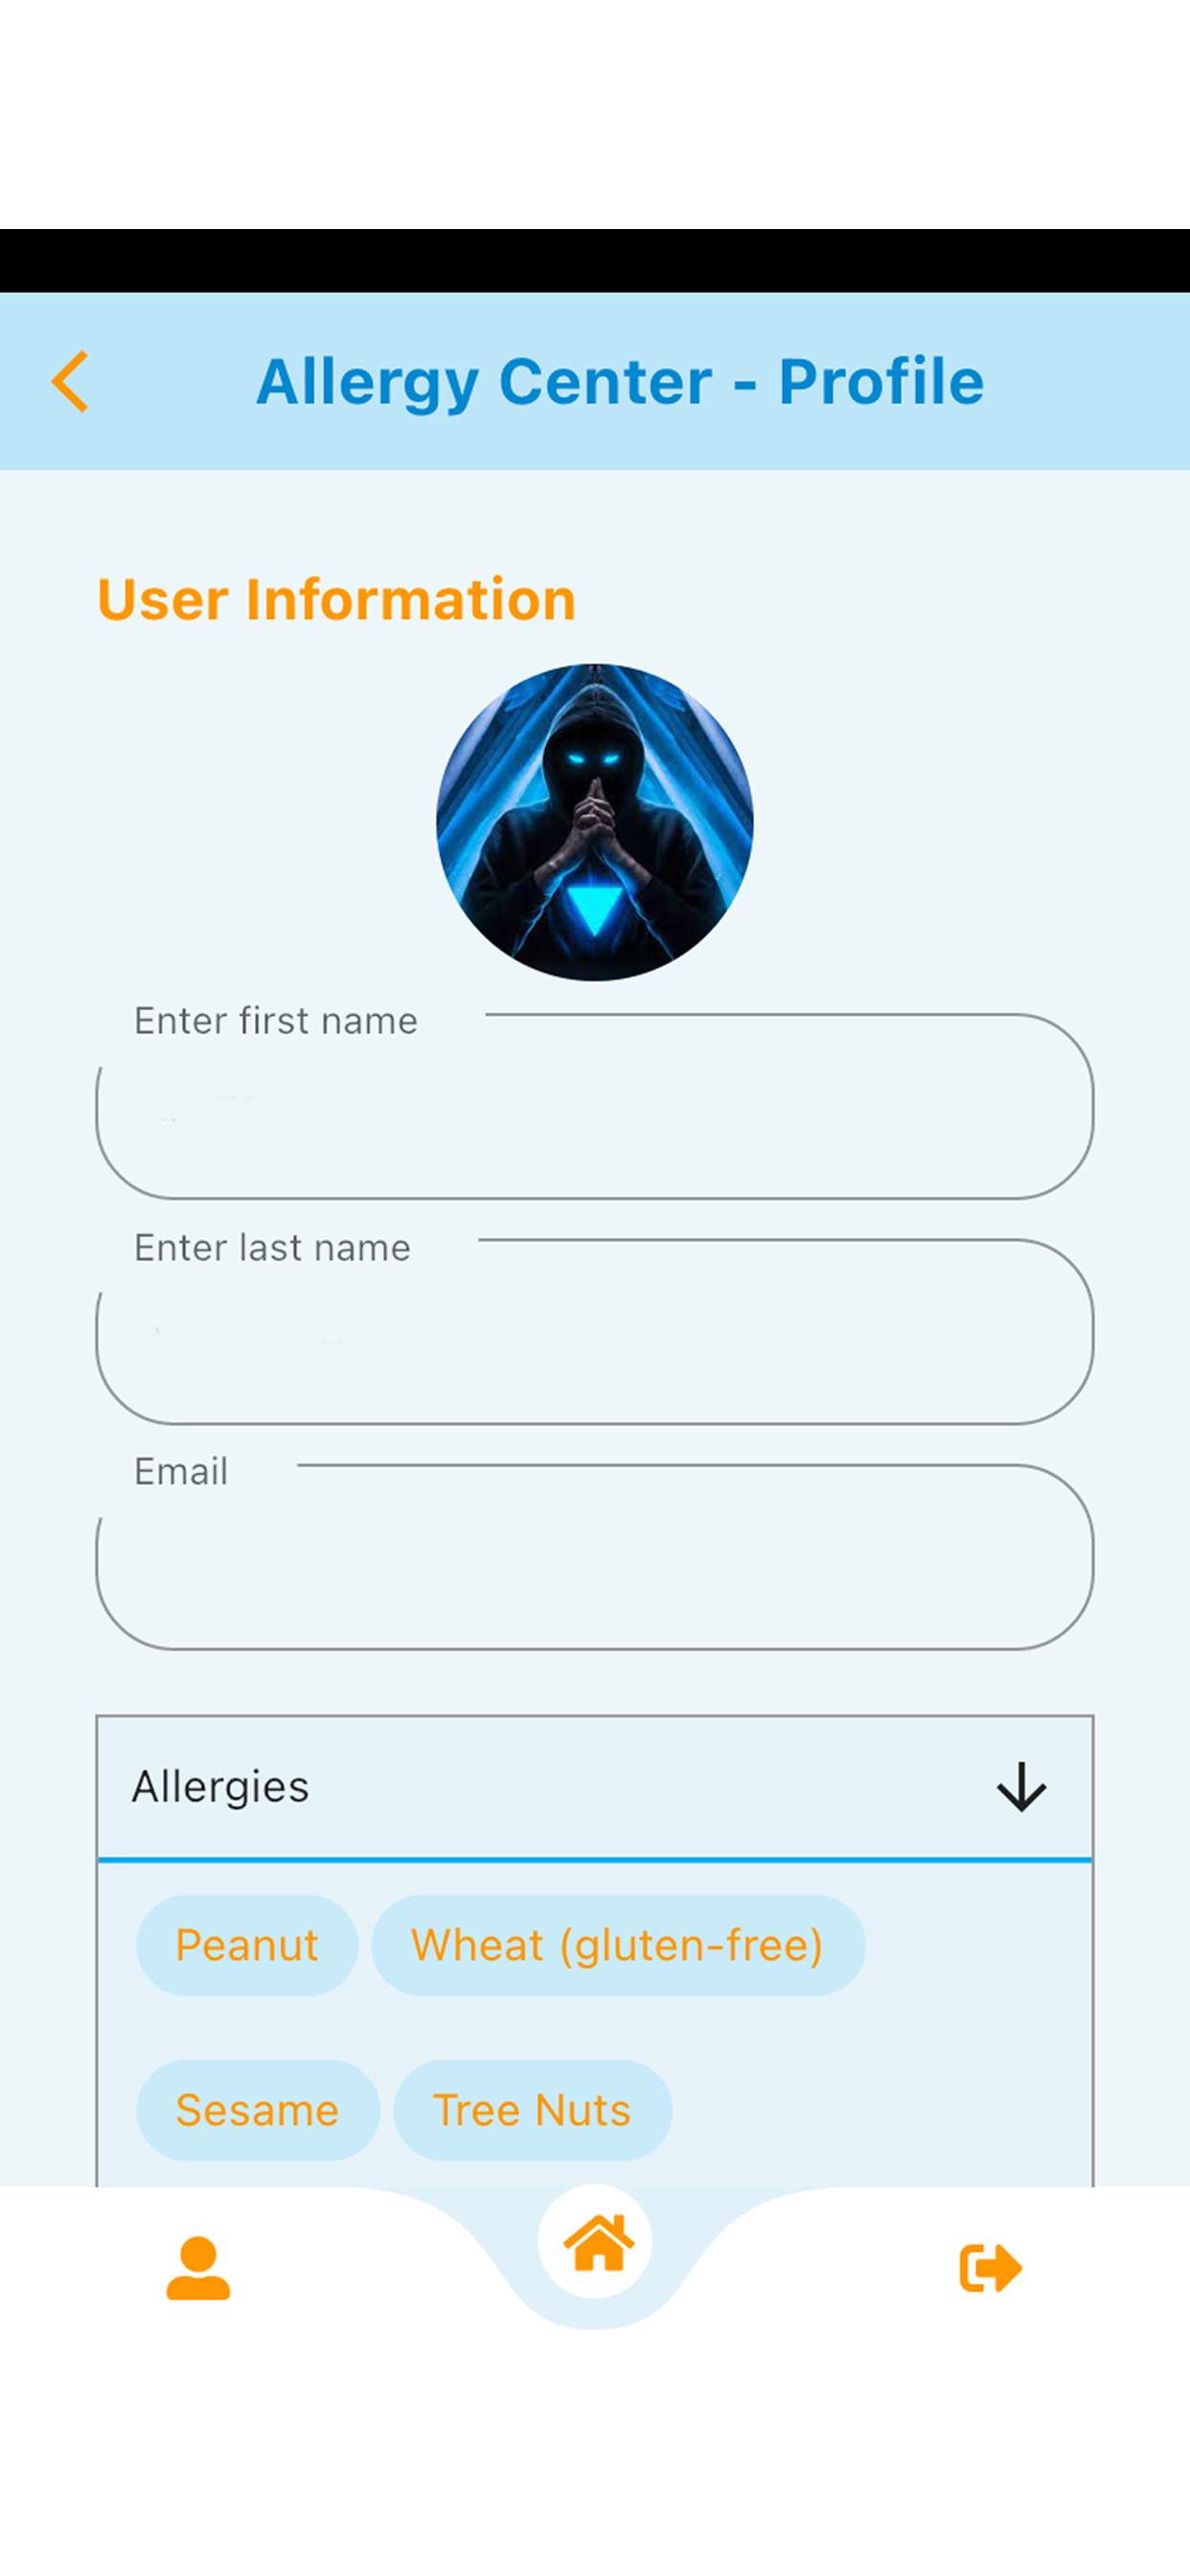 Allergy Center - Profile
User Information
Enter first name
Enter last name
Email
Allergies
Peanut
Wheat (gluten-free)
Sesame
Tree Nuts